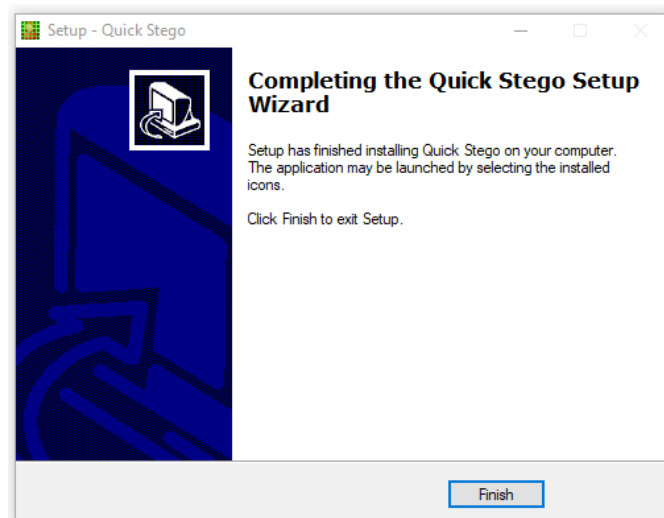 Setup - Quick Stego
Completing the Quick Stego Setup
Wizard
Setup has finished installing Quick Stego on your computer.
The application may be launched by selecting the installed
icons.
Click Finish to exit Setup.
Finish